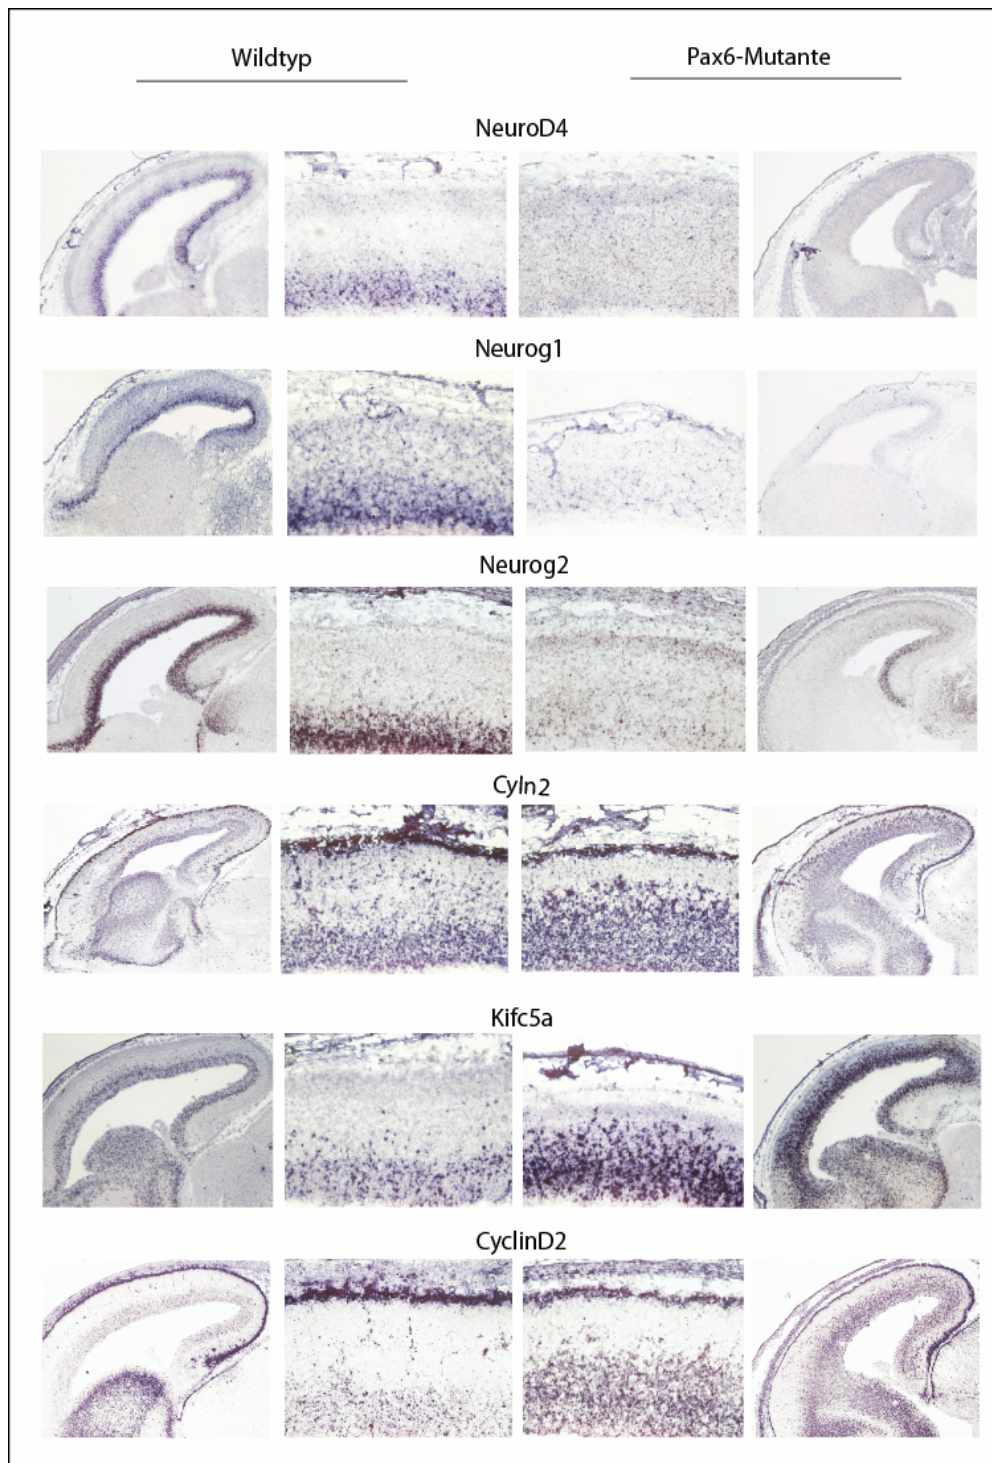 Wildtyp
Pax6-Mutante
NeuroD4
Neurog1
Neurog2
Cyln2
Kifc5a
CyclinD2